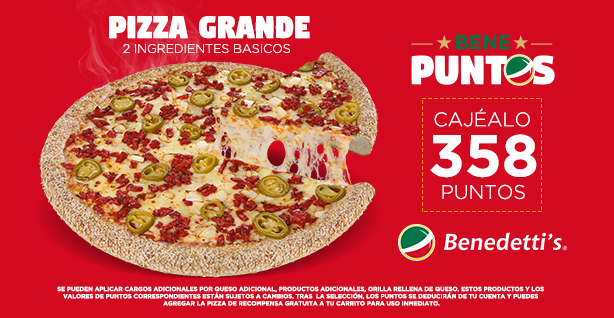 PIZZA GRANDE
2 INGREDIENTES BASICOS
BENE
PUNTOS
CAJÉALO
358
PUNTOS
Benedetti's®
SE PUEDEN APLICAR CARGOS ADICIONALES POR QUESO ADICIONAL, PRODUCTOS ADICIONALES, ORILLA RELLENA DE QUESO. ESTOS PRODUCTOS Y LOS
VALORES DE PUNTOS CORRESPONDIENTES ESTÁN SUJETOS A CAMBIOS. TRAS LA SELECCIÓN, LOS PUNTOS SE DEDUCIRÁN DE TU CUENTA Y PUEDES
AGREGAR LA PIZZA DE RECOMPENSA GRATUITA A TU CARRITO PARA USO INMEDIATO.